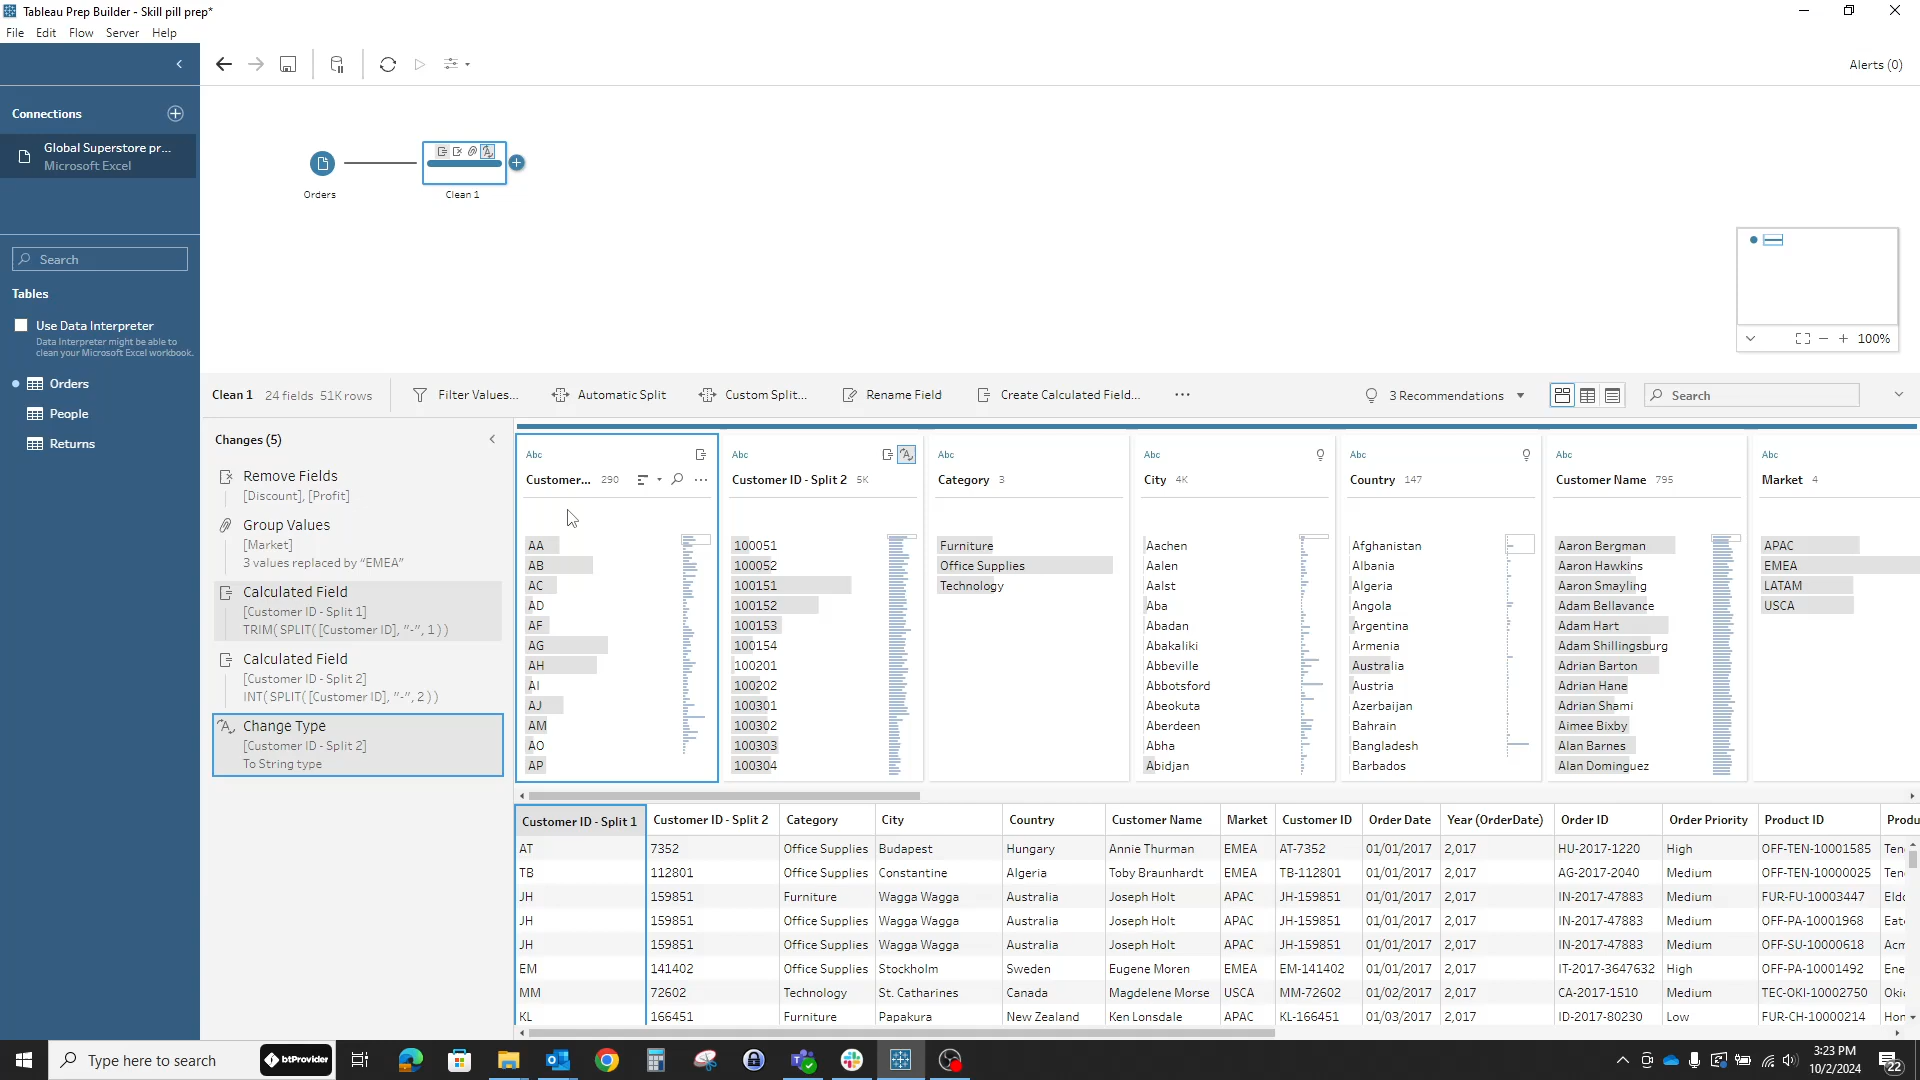 Tableau Prep Builder - Skill pill prep*
File Edit Flow Server Help
Alerts (0)
Connections
Global Superstore pr...
Microsoft Excel
Search
Tables
Use Data Interpreter
Data Interpreter might be able to
clean your Microsoft Excel workbook.
Orders
People
Returns
Orders
Clean 1
100%
Clean 1 24 fields 51K rows Filter Values... Automatic Split Custom Split... Rename Field Create Calculated Field... 3 Recommendations Search
Changes (5)
Remove Fields
[Discount], [Profit]
Group Values
[Market]
3 values replaced by “EMEA”
Calculated Field
[Customer ID - Split 1]
TRIM( SPLIT( [Customer ID], "-", 1 ) )
Calculated Field
[Customer ID - Split 2]
INT( SPLIT( [Customer ID], "-", 2 ) )
Change Type
[Customer ID - Split 2]
To String type
Abc
Customer... 290
AA
AB
AC
AD
AF
AG
AH
AI
AJ
AM
AO
AP
Abc
Customer ID - Split 2 5K
100051
100052
100151
100152
100153
100154
100201
100202
100301
100302
100303
100304
Abc
Category 3
Furniture
Office Supplies
Technology
Abc
City 4K
Aachen
Aalen
Aalst
Aba
Abadan
Abakaliki
Abbeville
Abbotsford
Abeokuta
Aberdeen
Abha
Abidjan
Abc
Country 147
Afghanistan
Albania
Algeria
Angola
Argentina
Armenia
Australia
Austria
Azerbaijan
Bahrain
Bangladesh
Barbados
Abc
Customer Name 795
Aaron Bergman
Aaron Hawkins
Aaron Smayling
Adam Bellavance
Adam Hart
Adam Shillingsburg
Adrian Barton
Adrian Hane
Adrian Shami
Aimee Bixby
Alan Barnes
Alan Dominguez
Abc
Market 4
APAC
EMEA
LATAM
USCA
Customer ID - Split 1 Customer ID - Split 2 Category City Country Customer Name Market Customer ID Order Date Year (OrderDate) Order ID Order Priority Product ID Produ
AT 7352 Office Supplies Budapest Hungary Annie Thurman EMEA AT-7352 01/01/2017 2,017 HU-2017-1220 High OFF-TEN-10001585 Ten
TB 112801 Office Supplies Constantine Algeria Toby Braunhardt EMEA TB-112801 01/01/2017 2,017 AG-2017-2040 Medium OFF-TEN-10000025 Ten
JH 159851 Furniture Wagga Wagga Australia Joseph Holt APAC JH-159851 01/01/2017 2,017 IN-2017-47883 Medium FUR-FU-10003447 Eld
JH 159851 Office Supplies Wagga Wagga Australia Joseph Holt APAC JH-159851 01/01/2017 2,017 IN-2017-47883 Medium OFF-PA-10001968 Eat
JH 159851 Office Supplies Wagga Wagga Australia Joseph Holt APAC JH-159851 01/01/2017 2,017 IN-2017-47883 Medium OFF-SU-10000618 Acm
EM 141402 Office Supplies Stockholm Sweden Eugene Moren EMEA EM-141402 01/01/2017 2,017 IT-2017-3647632 High OFF-PA-10001492 Ene
MM 72602 Technology St. Catharines Canada Magdelene Morse USCA MM-72602 01/02/2017 2,017 CA-2017-1510 Medium TEC-OKI-10002750 Oki
KL 166451 Furniture Papakura New Zealand Ken Lonsdale APAC KL-166451 01/03/2017 2,017 ID-2017-80230 Low FUR-CH-10000214 Hon
Type here to search
btProvider
3:23 PM
10/2/2024
22